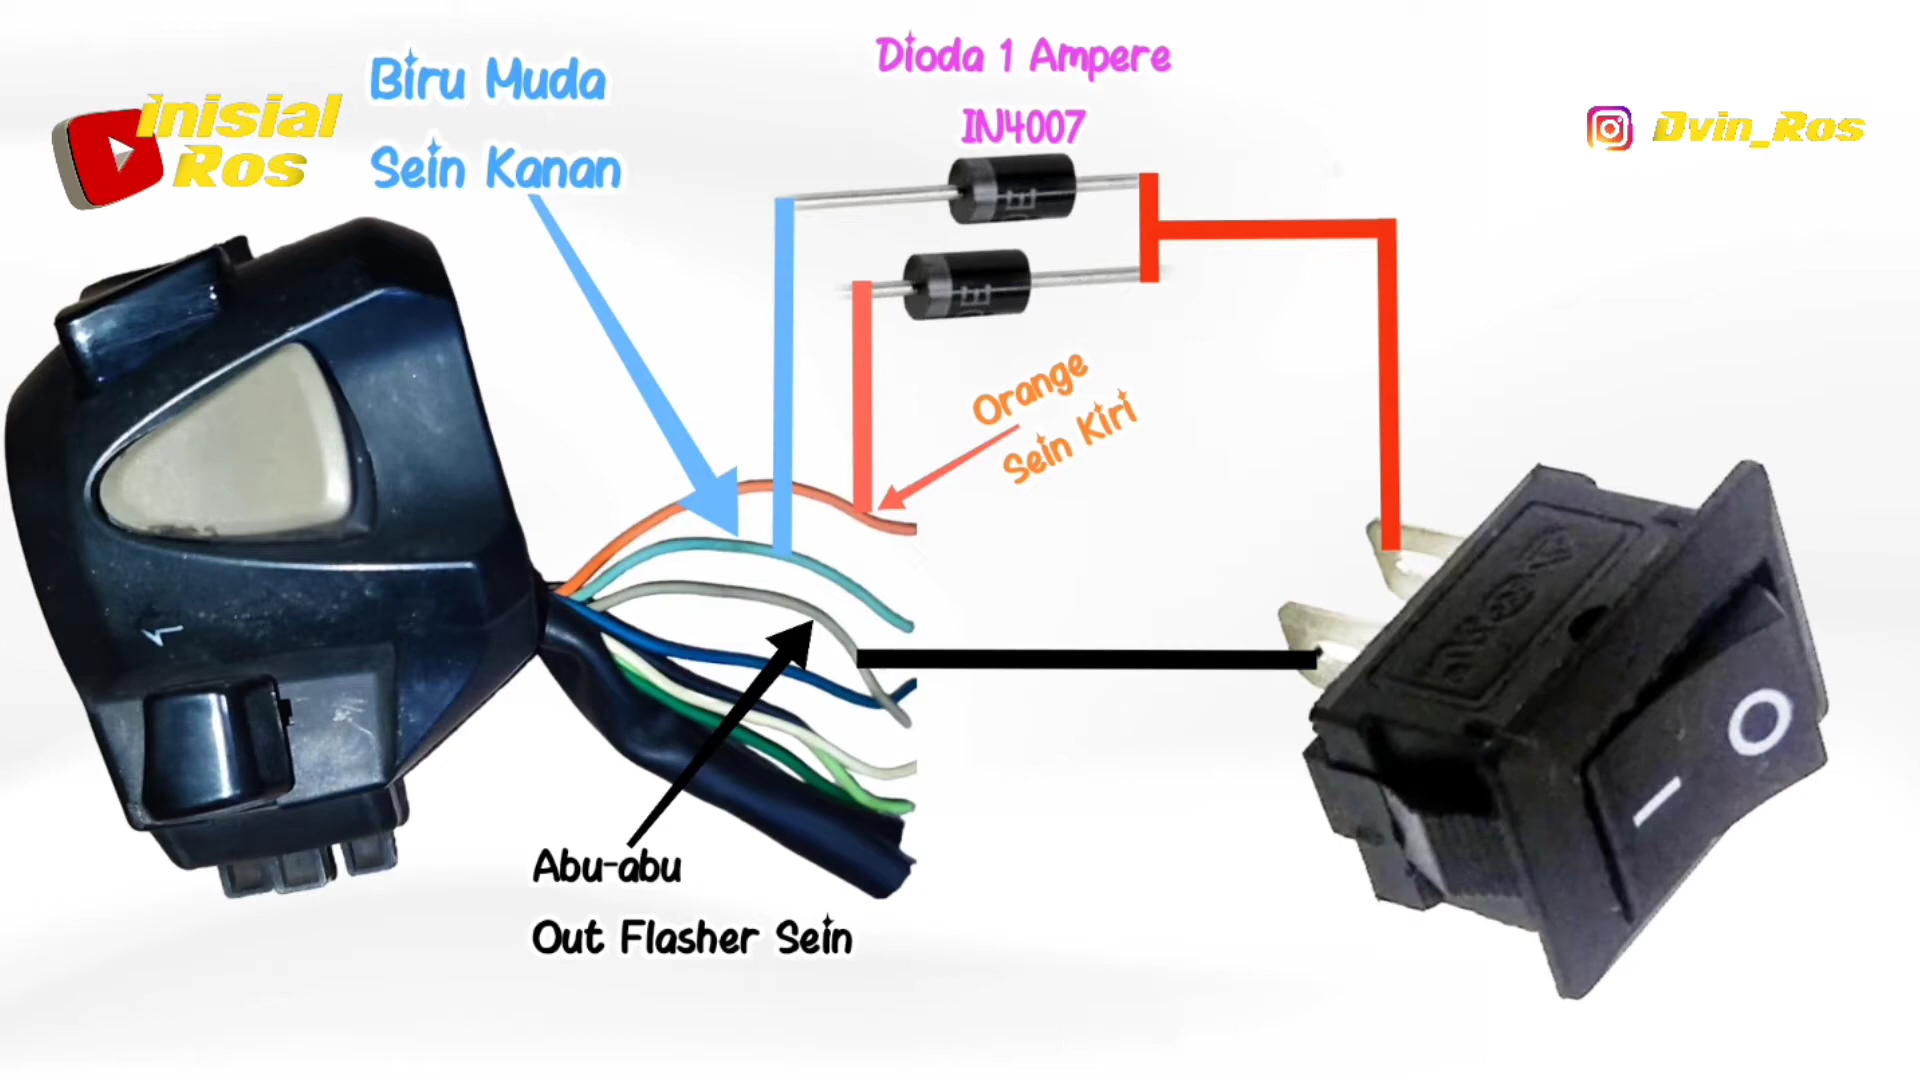 Inisial
Ros
Biru Muda
Sein Kanan
Dioda 1 Ampere
IN4007
Dvin_Ros
Orange
Sein Kiri
Abu-abu
Out Flasher Sein